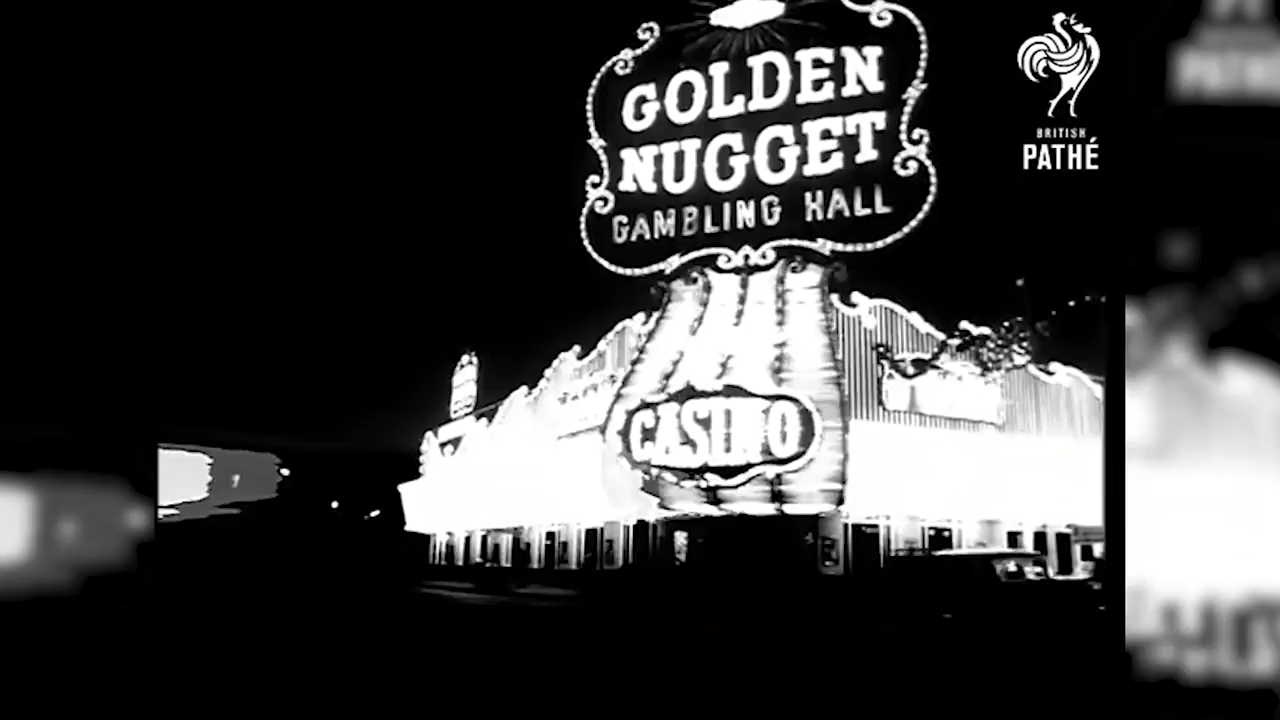 GOLDEN
NUGGET
GAMBLING HALL
CASINO
BRITISH
PATHÉ